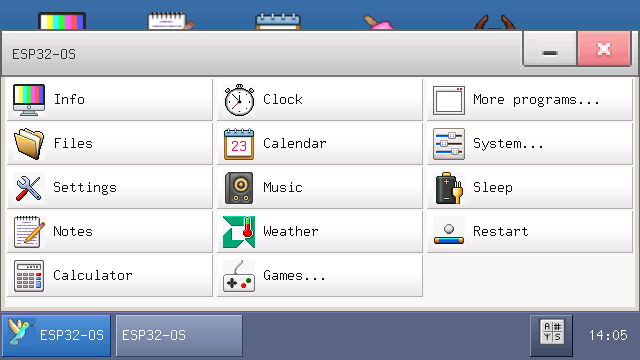 ESP32-OS
Info
Clock
More programs...
Files
23
Calendar
System...
Settings
Music
Sleep
Notes
Weather
Restart
Calculator
Games...
ESP32-OS
ESP32-OS
A#
TS
14:05